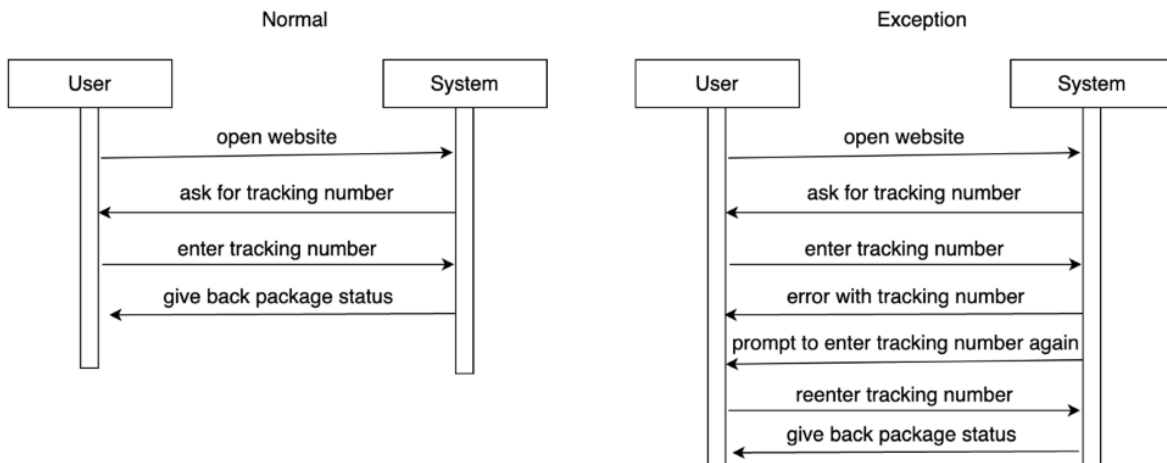 Normal
User
System
open website
ask for tracking number
enter tracking number
give back package status
Exception
User
System
open website
ask for tracking number
enter tracking number
error with tracking number
prompt to enter tracking number again
reenter tracking number
give back package status